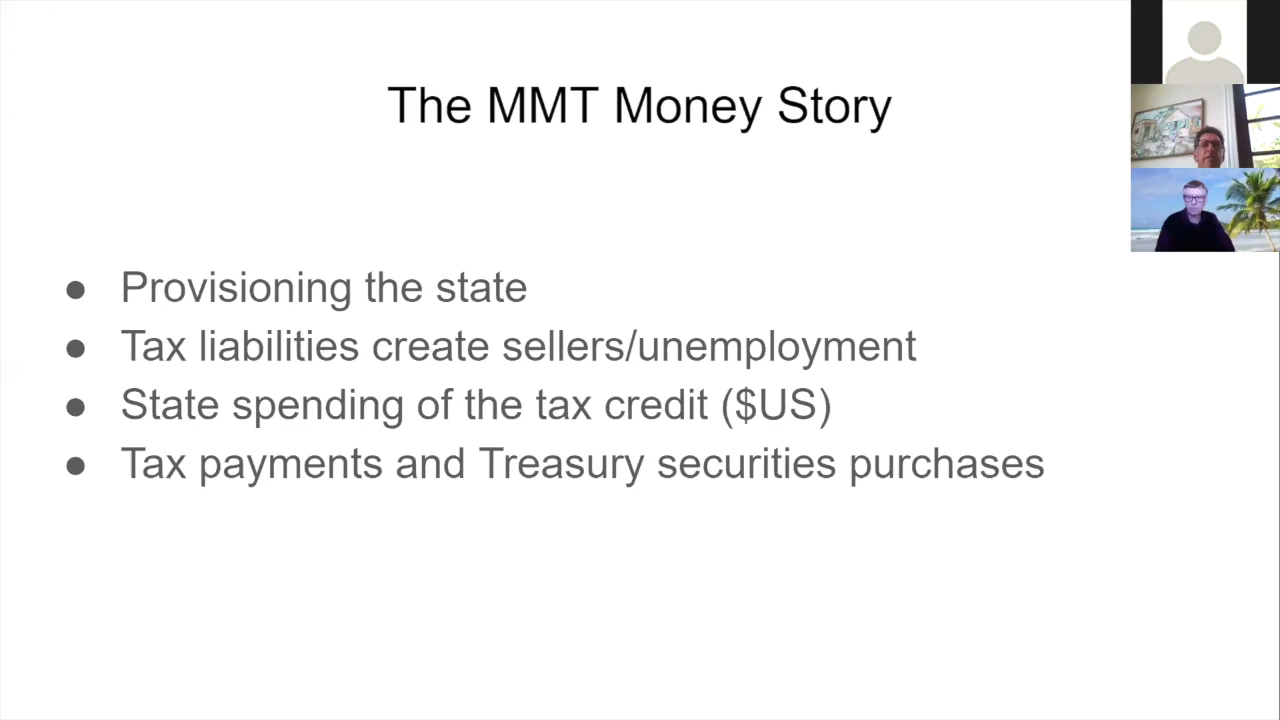 The MMT Money Story
● Provisioning the state
● Tax liabilities create sellers/unemployment
● State spending of the tax credit ($US)
● Tax payments and Treasury securities purchases